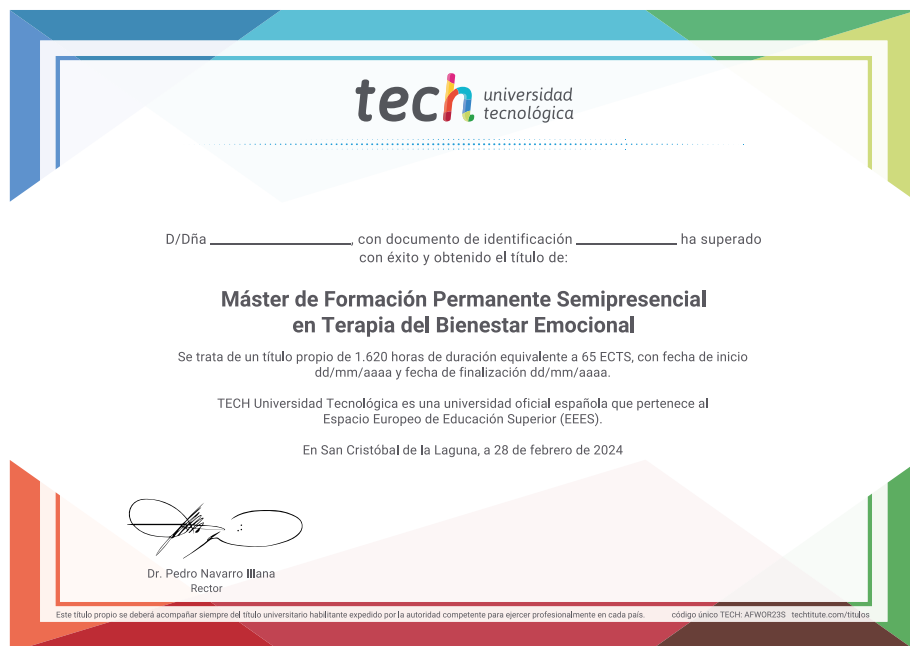 tech universidad
tecnológica
D/Dña ____________________, con documento de identificación ______________ ha superado
con éxito y obtenido el título de:
Máster de Formación Permanente Semipresencial
en Terapia del Bienestar Emocional
Se trata de un título propio de 1.620 horas de duración equivalente a 65 ECTS, con fecha de inicio
dd/mm/aaaa y fecha de finalización dd/mm/aaaa.
TECH Universidad Tecnológica es una universidad oficial española que pertenece al
Espacio Europeo de Educación Superior (EEES).
En San Cristóbal de la Laguna, a 28 de febrero de 2024
Dr. Pedro Navarro Illana
Rector
Este título propio se deberá acompañar siempre del título universitario habilitante expedido por la autoridad competente para ejercer profesionalmente en cada país. código único TECH: AFWOR23S techtitute.com/titulos